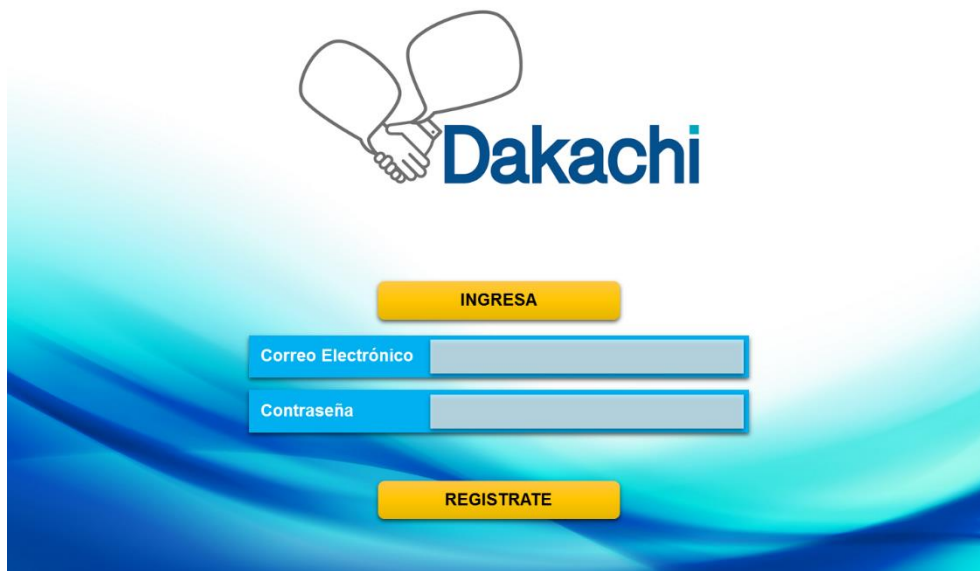 Dakachi
INGRESA
Correo Electrónico
Contraseña
REGISTRATE